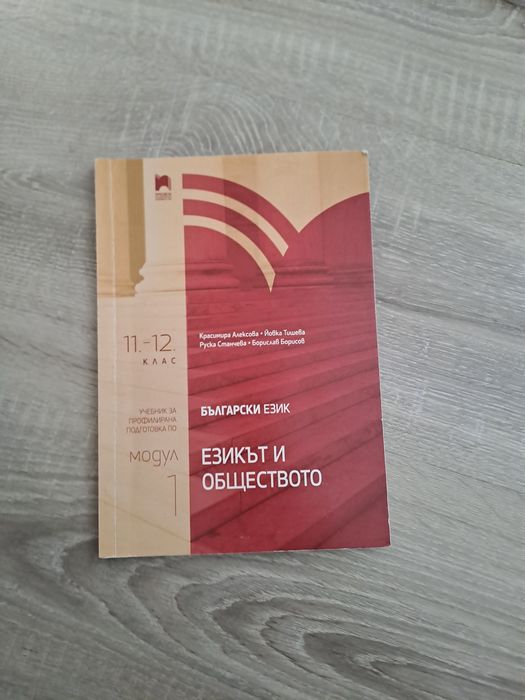 Красимира Алексова • Йовка Тишева
Руска Станчева • Борислав Борисов
11.–12.
КЛАС
УЧЕБНИК ЗА
ПРОФИЛИРАНА
ПОДГОТОВКА ПО
БЪЛГАРСКИ ЕЗИК
МОДУЛ
1
ЕЗИКЪТ И
ОБЩЕСТВОТО